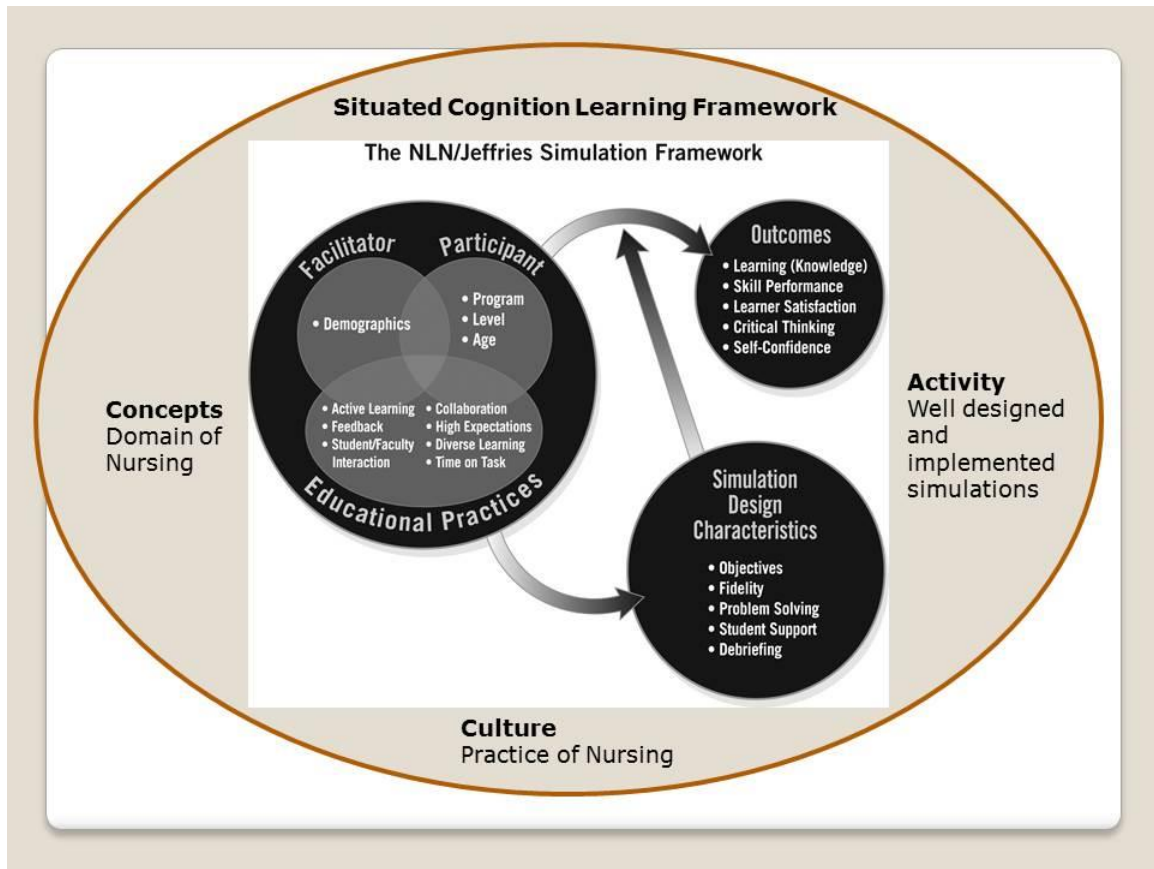 Situated Cognition Learning Framework
The NLN/Jeffries Simulation Framework
Facilitator
Participant
• Demographics
• Program
• Level
• Age
• Active Learning
• Feedback
• Student/Faculty
Interaction
• Collaboration
• High Expectations
• Diverse Learning
• Time on Task
Educational Practices
Outcomes
• Learning (Knowledge)
• Skill Performance
• Learner Satisfaction
• Critical Thinking
• Self-Confidence
Simulation
Design
Characteristics
• Objectives
• Fidelity
• Problem Solving
• Student Support
• Debriefing
Concepts
Domain of
Nursing
Activity
Well designed
and
implemented
simulations
Culture
Practice of Nursing